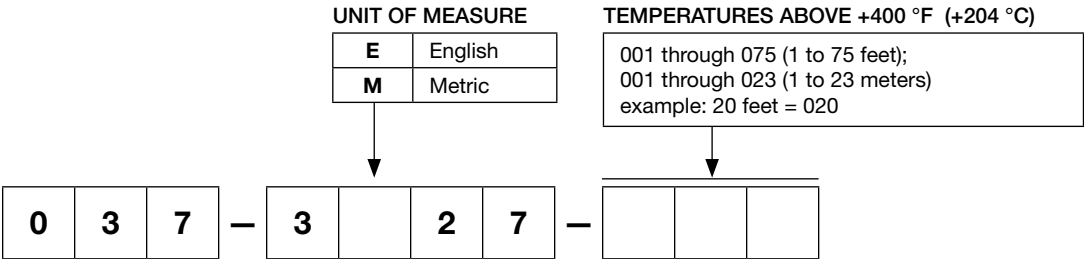 UNIT OF MEASURE
E English
M Metric
TEMPERATURES ABOVE +400 °F (+204 °C)
001 through 075 (1 to 75 feet);
001 through 023 (1 to 23 meters)
example: 20 feet = 020
0 3 7 – 3 2 7 –